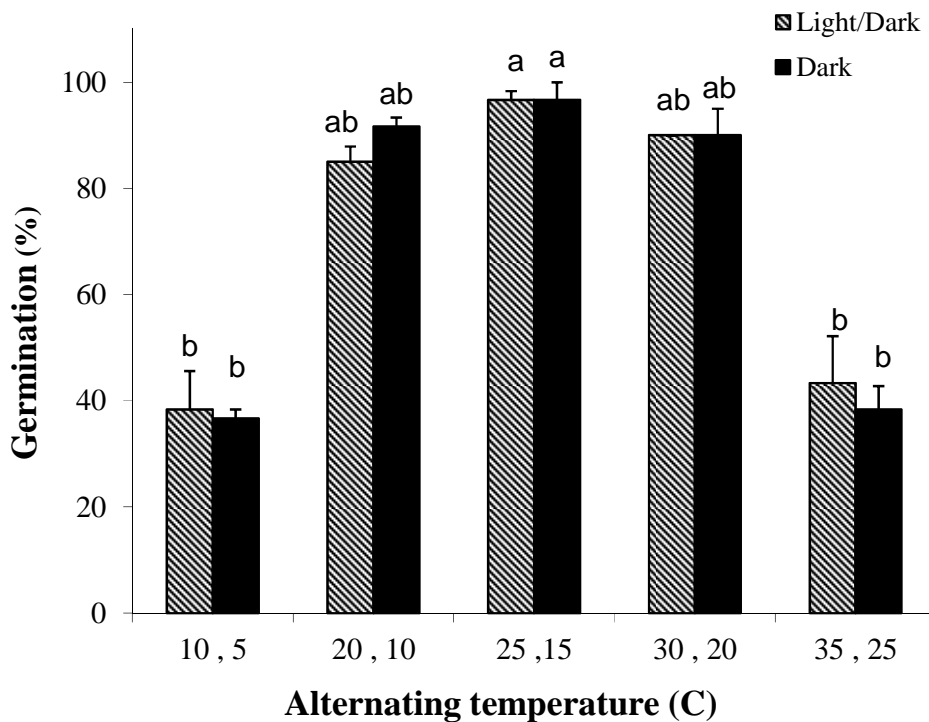 Light/Dark
Dark
100
80
60
40
20
0
Germination (%)
b
b
ab
ab
a
a
ab
ab
b
b
10 , 5
20 , 10
25 ,15
30 , 20
35 , 25
Alternating temperature (C)